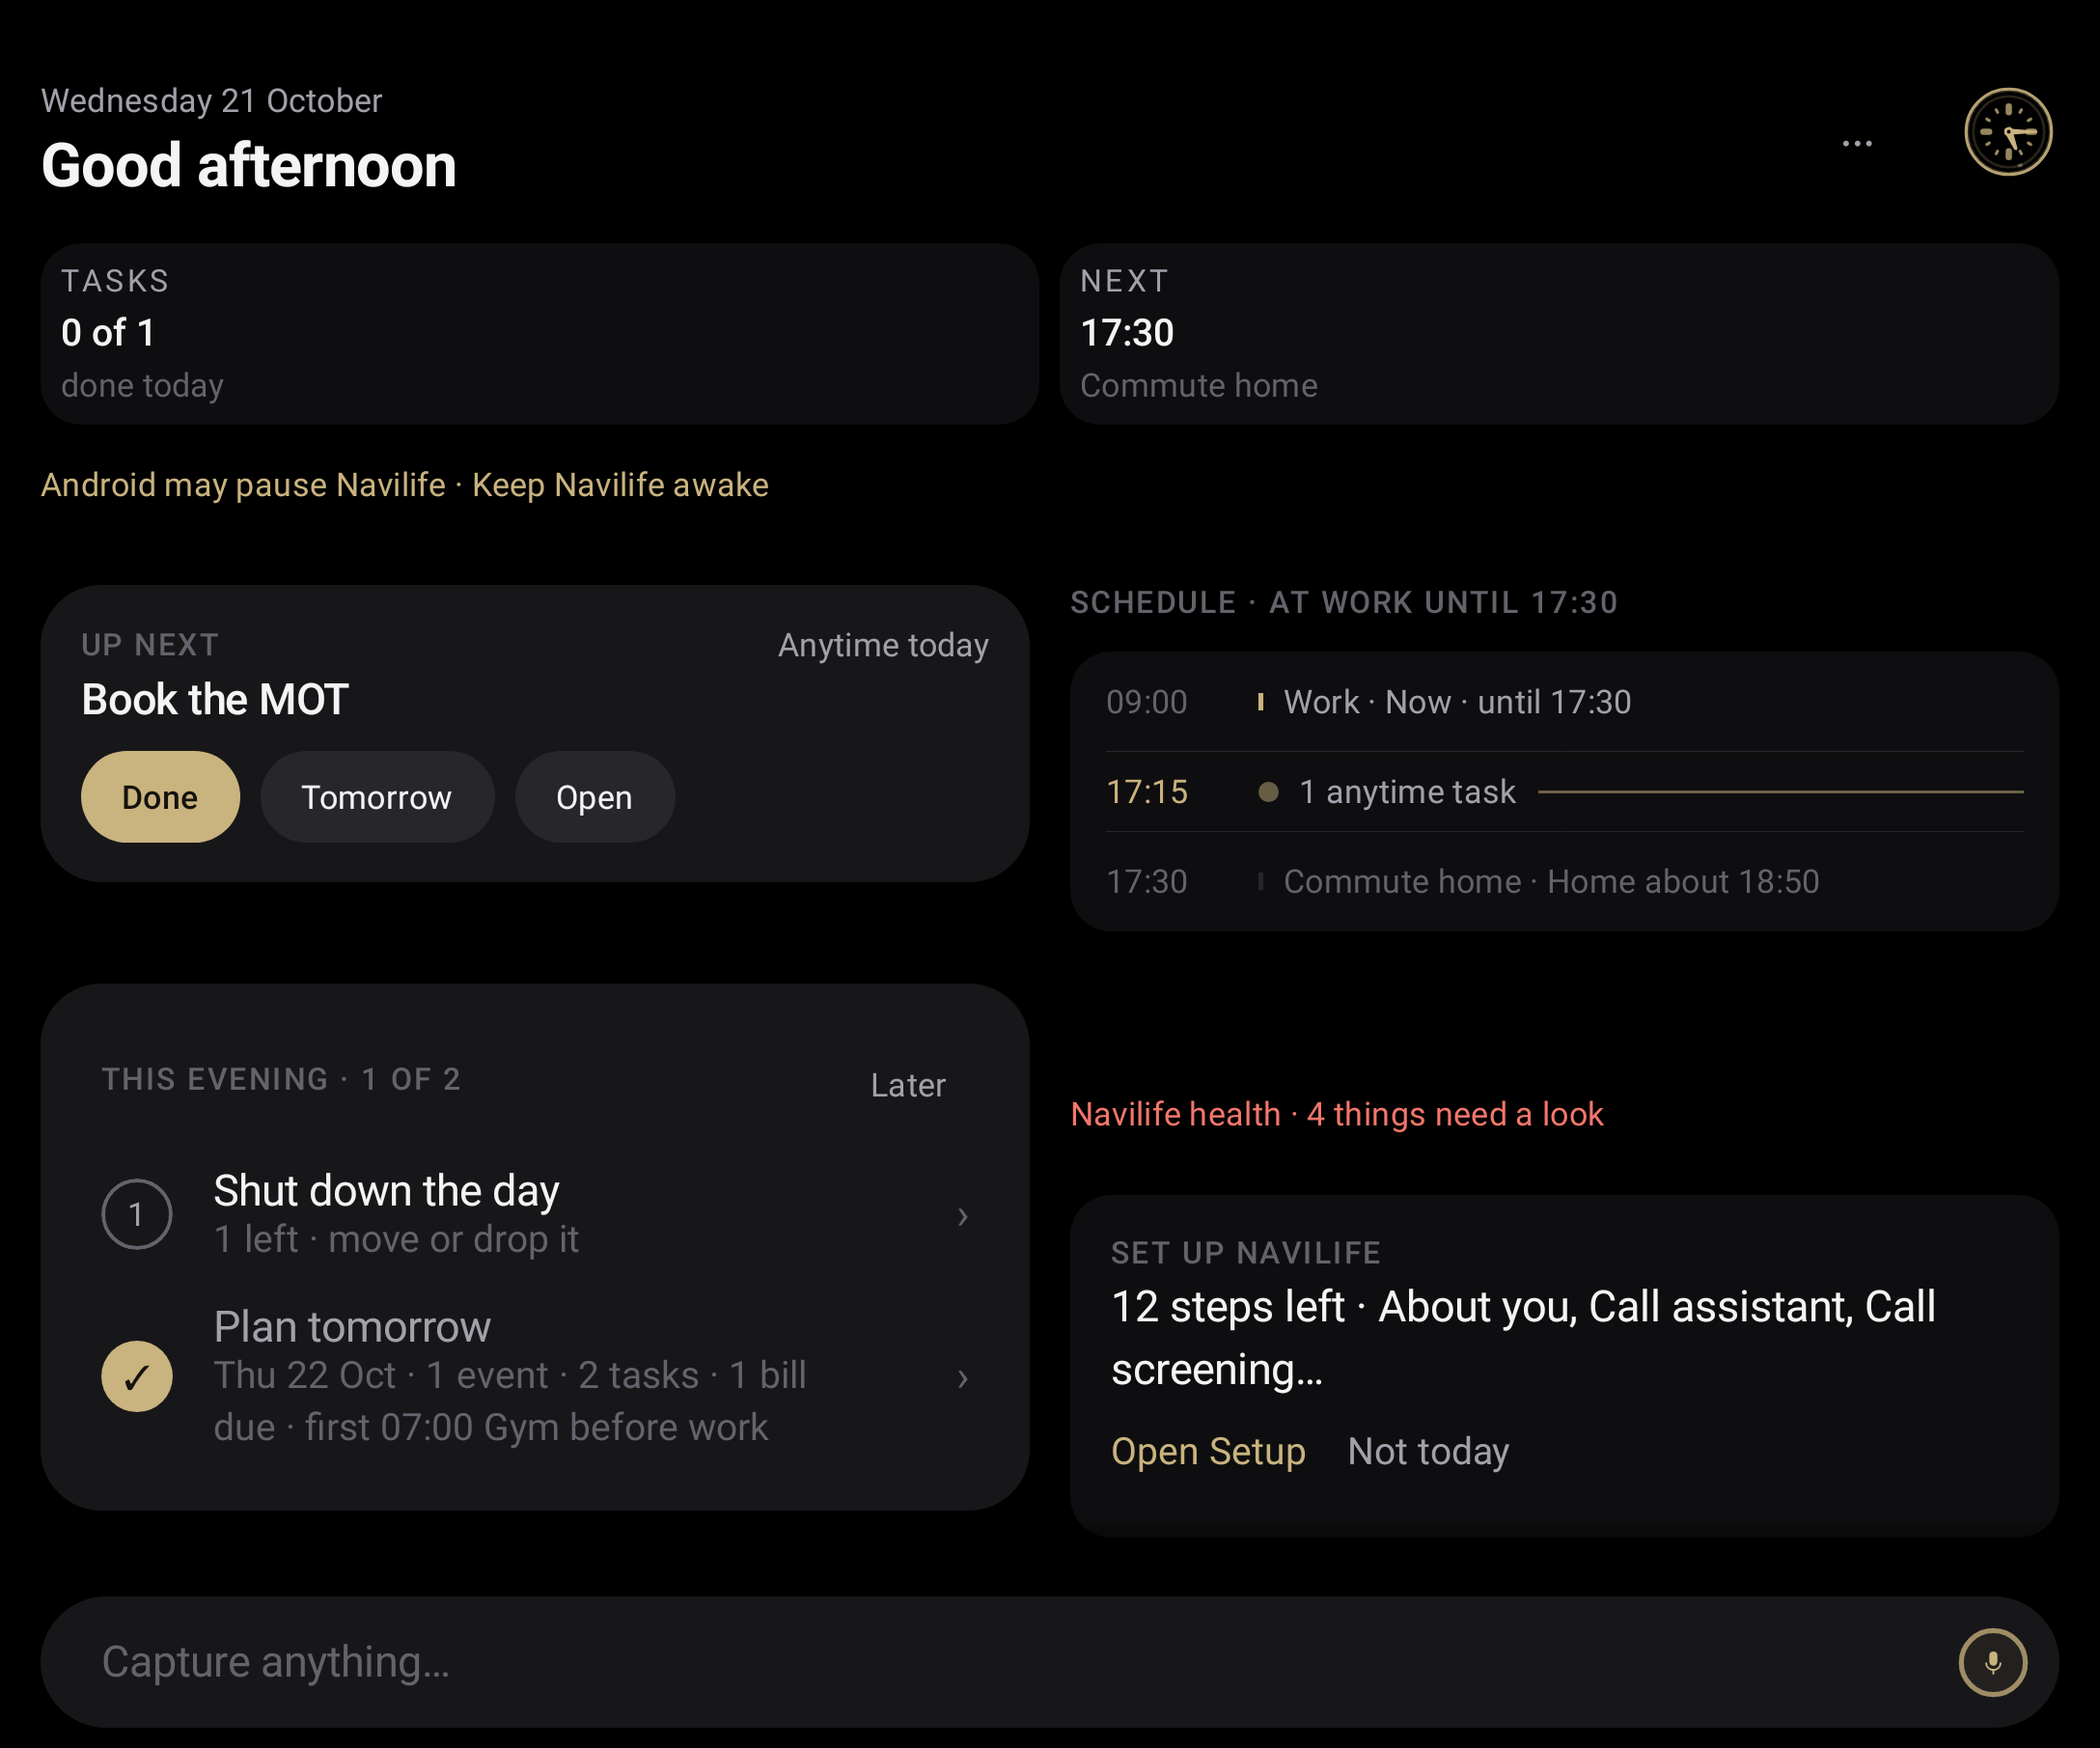 Wednesday 21 October
Good afternoon
...
TASKS
0 of 1
done today
NEXT
17:30
Commute home
Android may pause Navilife · Keep Navilife awake
UP NEXT
Anytime today
Book the MOT
Done
Tomorrow
Open
SCHEDULE · AT WORK UNTIL 17:30
09:00 Work · Now · until 17:30
17:15 1 anytime task
17:30 Commute home · Home about 18:50
THIS EVENING · 1 OF 2
Later
1
Shut down the day
1 left · move or drop it
›
✓
Plan tomorrow
Thu 22 Oct · 1 event · 2 tasks · 1 bill
due · first 07:00 Gym before work
›
Navilife health · 4 things need a look
SET UP NAVILIFE
12 steps left · About you, Call assistant, Call
screening…
Open Setup
Not today
Capture anything…